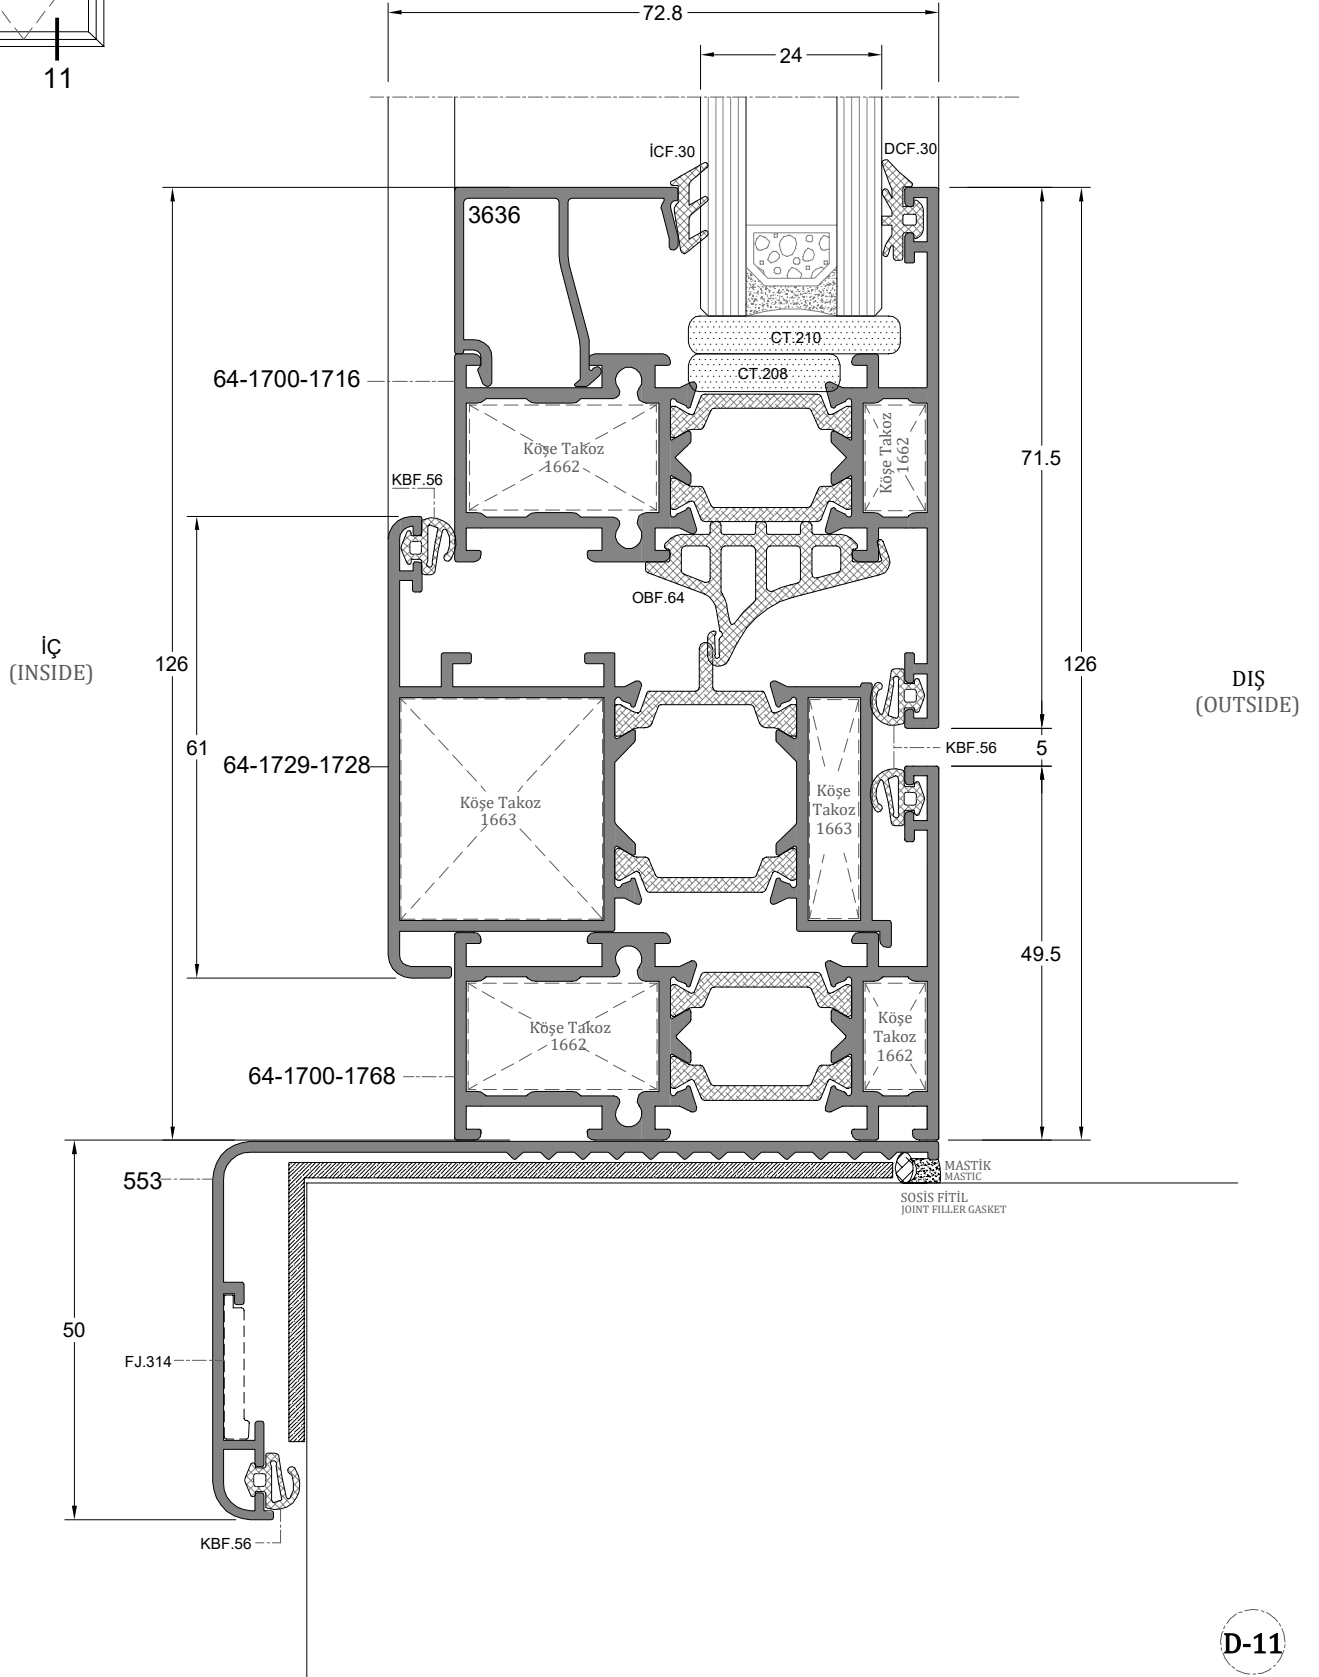 72.8
24
11
İCF.30
DCF.30
3636
CT.210
CT.208
64-1700-1716
Köşe Takoz
1662
Köşe Takoz
1662
71.5
KBF.56
OBF.64
İÇ
(INSIDE)
126
126
DIŞ
(OUTSIDE)
61
64-1729-1728
KBF.56
5
Köşe Takoz
1663
Köşe
Takoz
1663
49.5
Köşe Takoz
1662
Köşe
Takoz
1662
64-1700-1768
553
MASTİK
MASTIC
SOSİS FİTİL
JOINT FILLER GASKET
50
FJ.314
KBF.56
D-11